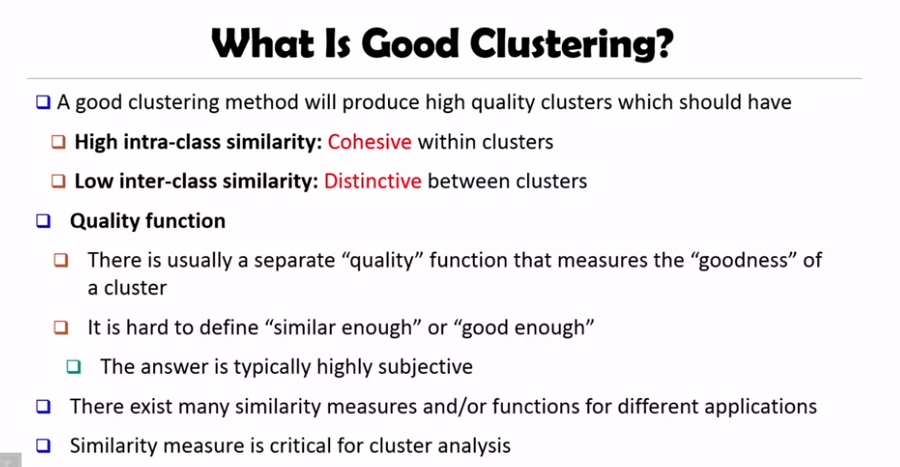 What Is Good Clustering?
A good clustering method will produce high quality clusters which should have
High intra-class similarity: Cohesive within clusters
Low inter-class similarity: Distinctive between clusters
Quality function
There is usually a separate “quality” function that measures the “goodness” of
a cluster
It is hard to define “similar enough” or “good enough”
The answer is typically highly subjective
There exist many similarity measures and/or functions for different applications
Similarity measure is critical for cluster analysis